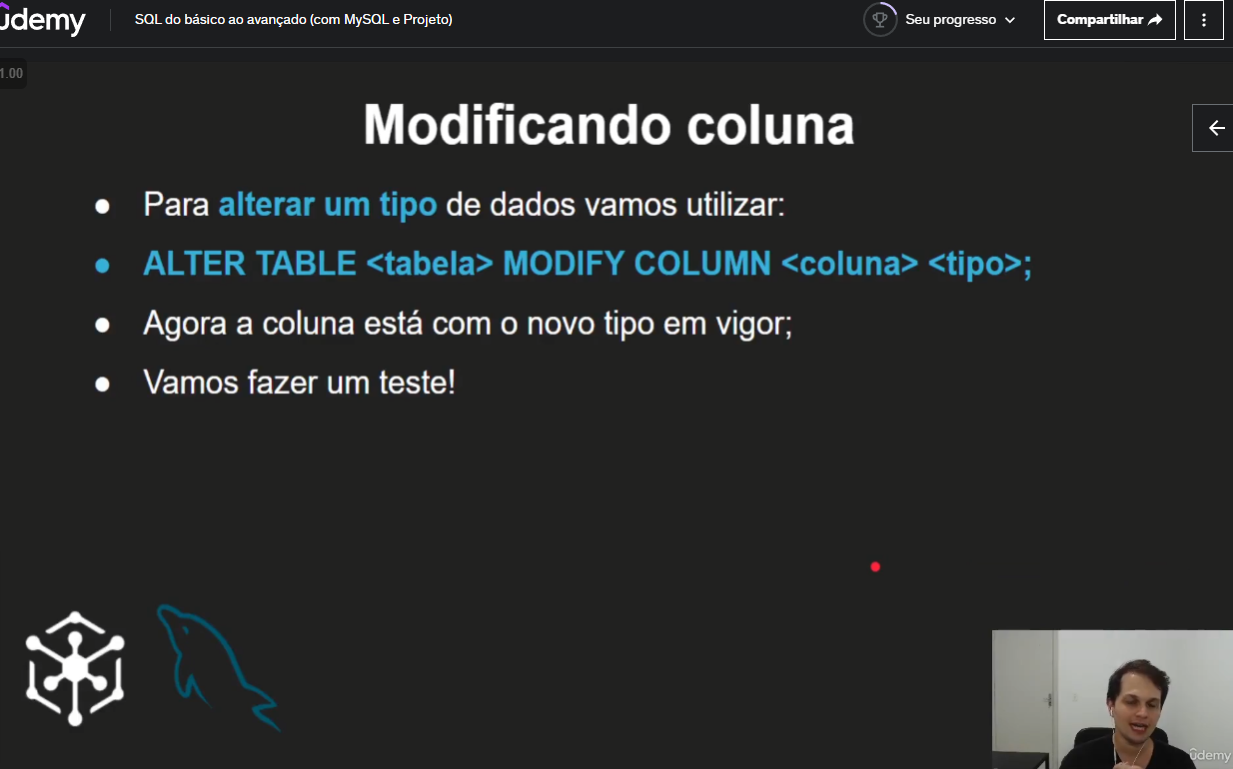 ûdemy
SQL do básico ao avançado (com MySQL e Projeto)
Seu progresso
Compartilhar
1.00
Modificando coluna
● Para alterar um tipo de dados vamos utilizar:
● ALTER TABLE <tabela> MODIFY COLUMN <coluna> <tipo>;
● Agora a coluna está com o novo tipo em vigor;
● Vamos fazer um teste!
ûdemy